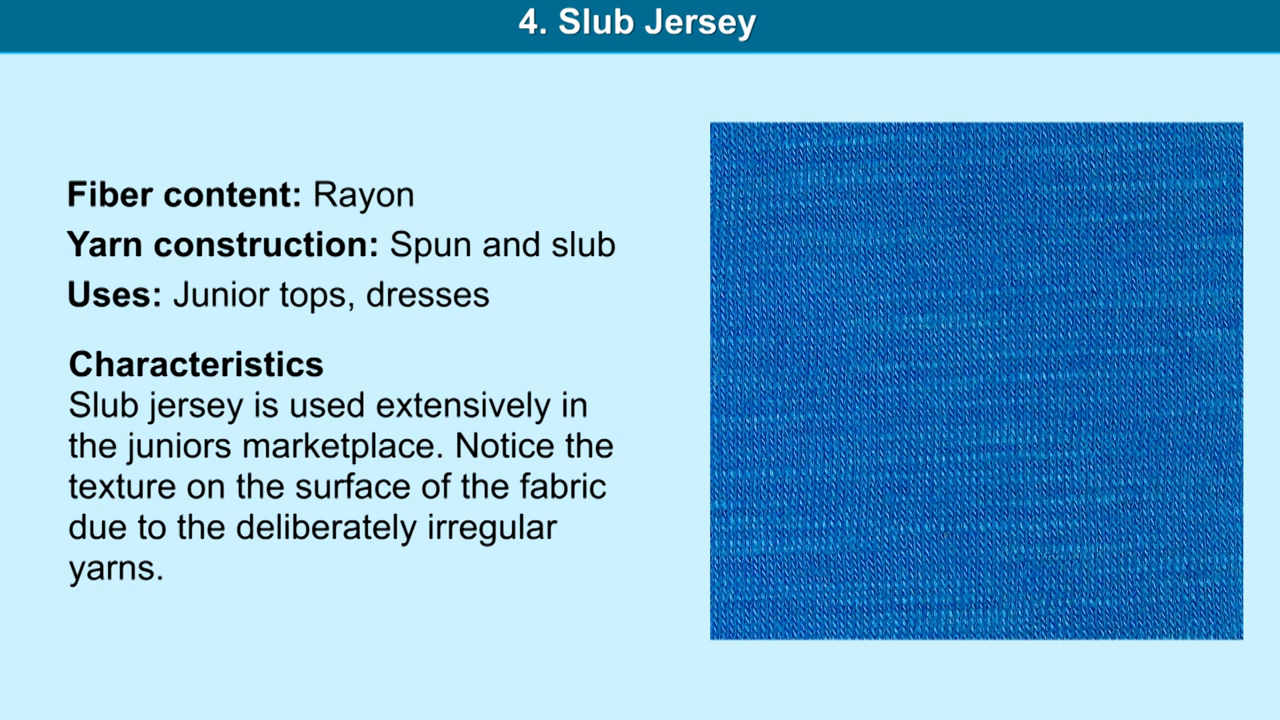 4. Slub Jersey
Fiber content: Rayon
Yarn construction: Spun and slub
Uses: Junior tops, dresses
Characteristics
Slub jersey is used extensively in
the juniors marketplace. Notice the
texture on the surface of the fabric
due to the deliberately irregular
yarns.